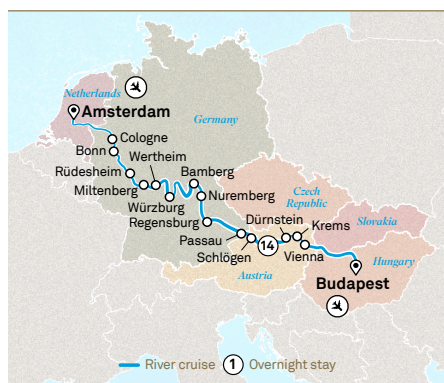 Netherlands
Amsterdam
Germany
Cologne
Bonn
Wertheim
Rüdesheim
Bamberg
Miltenberg
Nuremberg
Czech
Republic
Würzburg
Regensburg
Dürnstein
Krems
Slovakia
Passau
14
Schlögen
Vienna
Hungary
Austria
Budapest
River cruise 1 Overnight stay